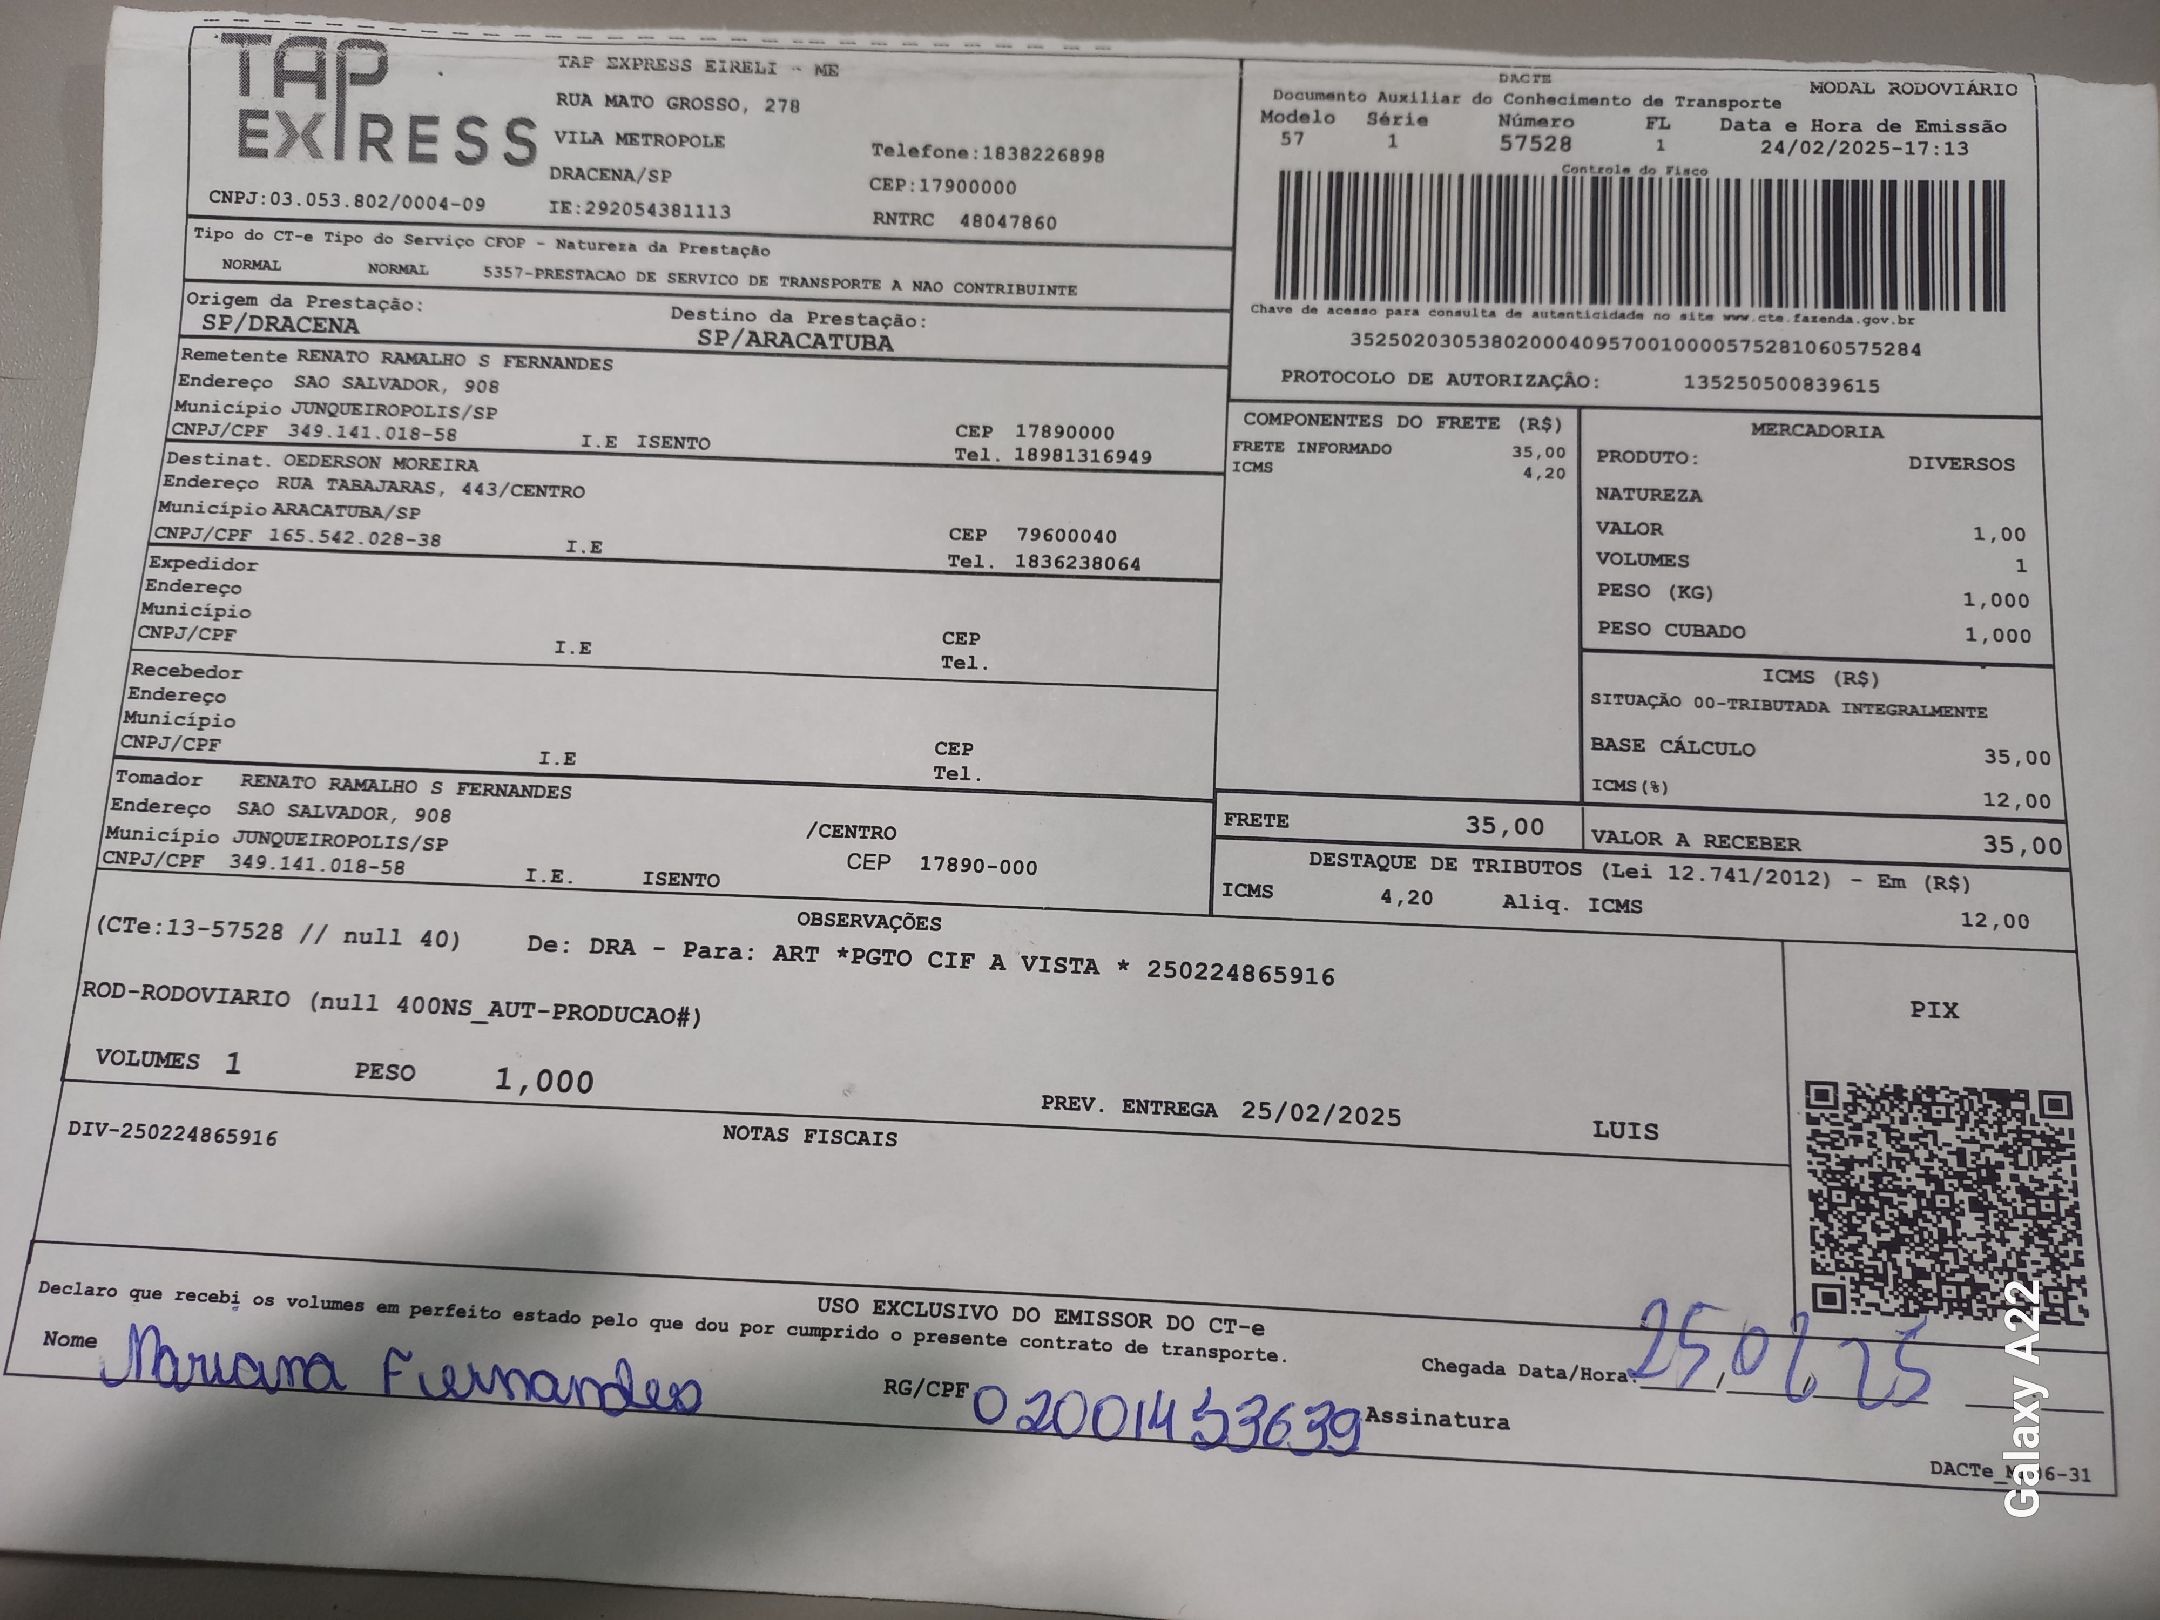 TAP
EXPRESS
TAP EXPRESS EIRELI - ME
RUA MATO GROSSO, 278
VILA METROPOLE
Telefone:1838226898
DRACENA/SP
CEP:17900000
CNPJ:03.053.802/0004-09
IE:292054381113
RNTRC 48047860
DACTE
MODAL RODOVIÁRIO
Documento Auxiliar do Conhecimento de Transporte
Modelo Série Número FL Data e Hora de Emissão
57 1 57528 1 24/02/2025-17:13
Controle do Fisco
Chave de acesso para consulta de autenticidade no site www.cte.fazenda.gov.br
35250203053802000409570010000575281060575284
PROTOCOLO DE AUTORIZAÇÃO: 135250500839615
Tipo do CT-e Tipo do Serviço CFOP - Natureza da Prestação
NORMAL NORMAL 5357-PRESTACAO DE SERVICO DE TRANSPORTE A NAO CONTRIBUINTE
Origem da Prestação: Destino da Prestação:
SP/DRACENA SP/ARACATUBA
Remetente RENATO RAMALHO S FERNANDES
Endereço SAO SALVADOR, 908
Município JUNQUEIROPOLIS/SP CEP 17890000
CNPJ/CPF 349.141.018-58 I.E ISENTO Tel. 18981316949
Destinat. OEDERSON MOREIRA
Endereço RUA TABAJARAS, 443/CENTRO
Município ARACATUBA/SP CEP 79600040
CNPJ/CPF 165.542.028-38 I.E Tel. 1836238064
Expedidor
Endereço
Município CEP
CNPJ/CPF I.E Tel.
Recebedor
Endereço
Município CEP
CNPJ/CPF I.E Tel.
Tomador RENATO RAMALHO S FERNANDES
Endereço SAO SALVADOR, 908 /CENTRO
Município JUNQUEIROPOLIS/SP CEP 17890-000
CNPJ/CPF 349.141.018-58 I.E. ISENTO
COMPONENTES DO FRETE (R$)
FRETE INFORMADO 35,00
ICMS 4,20
MERCADORIA
PRODUTO: DIVERSOS
NATUREZA
VALOR 1,00
VOLUMES 1
PESO (KG) 1,000
PESO CUBADO 1,000
ICMS (R$)
SITUAÇÃO 00-TRIBUTADA INTEGRALMENTE
BASE CÁLCULO 35,00
ICMS(%) 12,00
FRETE 35,00
VALOR A RECEBER 35,00
DESTAQUE DE TRIBUTOS (Lei 12.741/2012) - Em (R$)
ICMS 4,20 Aliq. ICMS 12,00
OBSERVAÇÕES
(CTe:13-57528 // null 40) De: DRA - Para: ART *PGTO CIF A VISTA * 250224865916
ROD-RODOVIARIO (null 400NS_AUT-PRODUCAO#)
VOLUMES 1 PESO 1,000 PREV. ENTREGA 25/02/2025 LUIS
PIX
DIV-250224865916 NOTAS FISCAIS
USO EXCLUSIVO DO EMISSOR DO CT-e
Declaro que recebi os volumes em perfeito estado pelo que dou por cumprido o presente contrato de transporte.
Nome Mariana Fernandes RG/CPF 02001453639 Assinatura
Chegada Data/Hora: 25,02,25
Galaxy A22